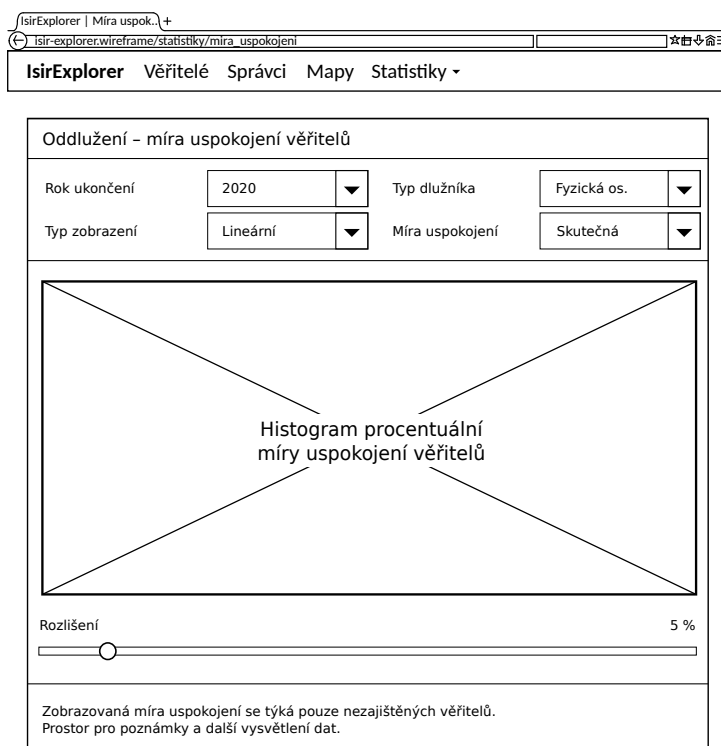 IsirExplorer | Míra uspok..
+
isir-explorer.wireframe/statistiky/mira_uspokojeni
IsirExplorer Věřitelé Správci Mapy Statistiky
Oddlužení – míra uspokojení věřitelů
Rok ukončení 2020 Typ dlužníka Fyzická os.
Typ zobrazení Lineární Míra uspokojení Skutečná
Histogram procentuální
míry uspokojení věřitelů
Rozlišení 5 %
Zobrazovaná míra uspokojení se týká pouze nezajištěných věřitelů.
Prostor pro poznámky a další vysvětlení dat.